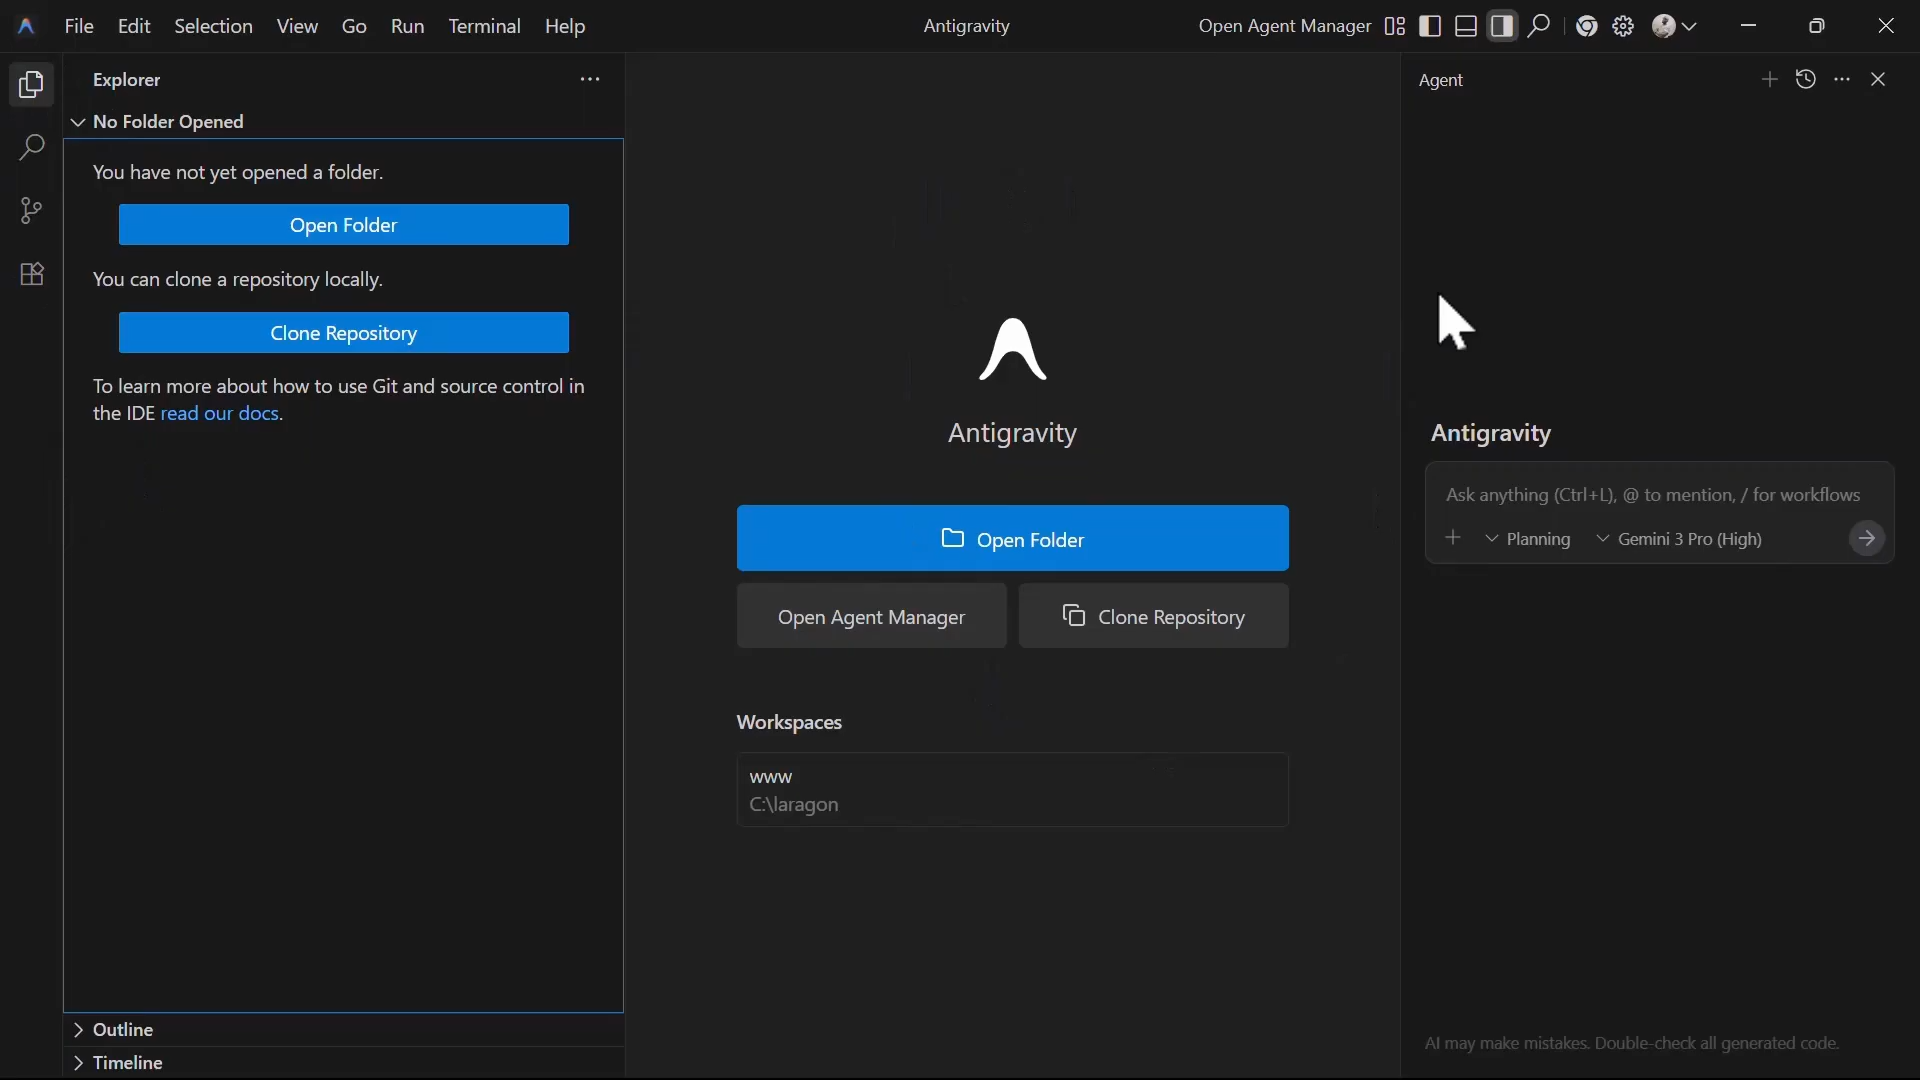 File Edit Selection View Go Run Terminal Help
Antigravity
Open Agent Manager
Explorer
No Folder Opened
You have not yet opened a folder.
Open Folder
You can clone a repository locally.
Clone Repository
To learn more about how to use Git and source control in
the IDE read our docs.
Outline
Timeline
Antigravity
Open Folder
Open Agent Manager
Clone Repository
Workspaces
www
C:\laragon
Agent
Antigravity
Ask anything (Ctrl+L), @ to mention, / for workflows
Planning
Gemini 3 Pro (High)
AI may make mistakes. Double-check all generated code.